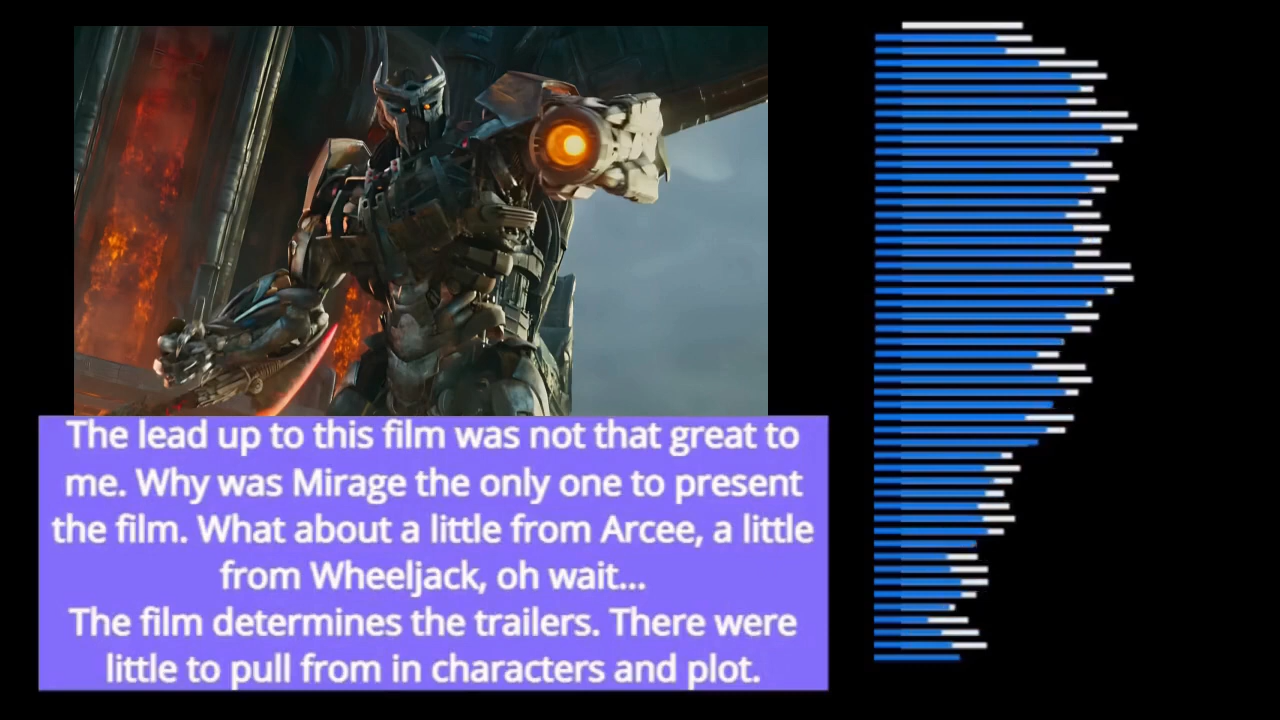 The lead up to this film was not that great to
me. Why was Mirage the only one to present
the film. What about a little from Arcee, a little
from Wheeljack, oh wait...
The film determines the trailers. There were
little to pull from in characters and plot.